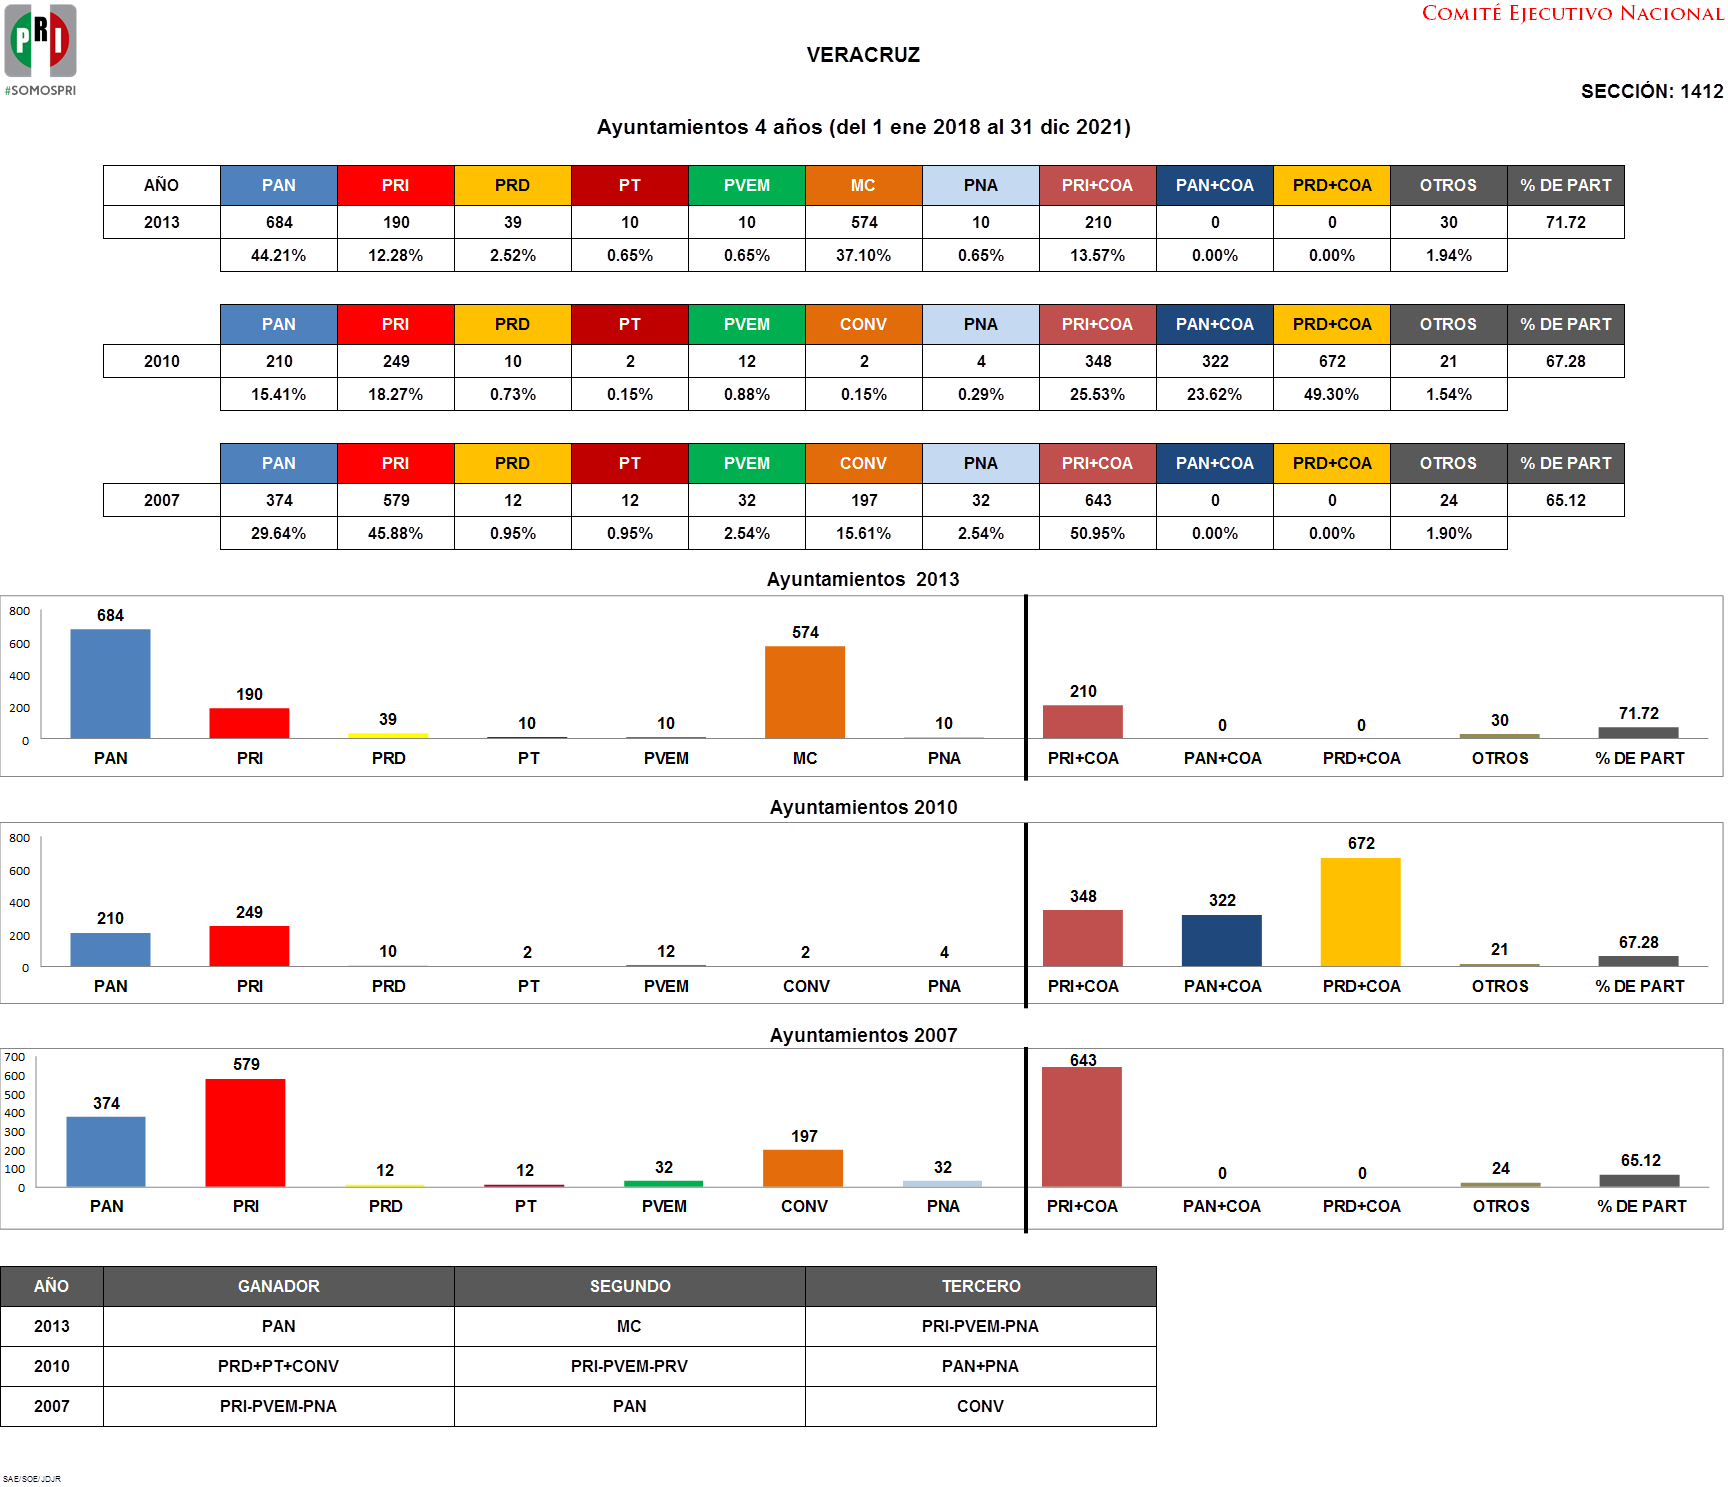 PRI
#SOMOSPRI
COMITÉ EJECUTIVO NACIONAL
VERACRUZ
SECCIÓN: 1412
Ayuntamientos 4 años (del 1 ene 2018 al 31 dic 2021)
AÑO PAN PRI PRD PT PVEM MC PNA PRI+COA PAN+COA PRD+COA OTROS % DE PART
2013 684 190 39 10 10 574 10 210 0 0 30 71.72
44.21% 12.28% 2.52% 0.65% 0.65% 37.10% 0.65% 13.57% 0.00% 0.00% 1.94%
PAN PRI PRD PT PVEM CONV PNA PRI+COA PAN+COA PRD+COA OTROS % DE PART
2010 210 249 10 2 12 2 4 348 322 672 21 67.28
15.41% 18.27% 0.73% 0.15% 0.88% 0.15% 0.29% 25.53% 23.62% 49.30% 1.54%
PAN PRI PRD PT PVEM CONV PNA PRI+COA PAN+COA PRD+COA OTROS % DE PART
2007 374 579 12 12 32 197 32 643 0 0 24 65.12
29.64% 45.88% 0.95% 0.95% 2.54% 15.61% 2.54% 50.95% 0.00% 0.00% 1.90%
Ayuntamientos 2013
800
600
400
200
0
684 190 39 10 10 574 10 210 0 0 30 71.72
PAN PRI PRD PT PVEM MC PNA PRI+COA PAN+COA PRD+COA OTROS % DE PART
Ayuntamientos 2010
800
600
400
200
0
210 249 10 2 12 2 4 348 322 672 21 67.28
PAN PRI PRD PT PVEM CONV PNA PRI+COA PAN+COA PRD+COA OTROS % DE PART
Ayuntamientos 2007
700
600
500
400
300
200
100
0
374 579 12 12 32 197 32 643 0 0 24 65.12
PAN PRI PRD PT PVEM CONV PNA PRI+COA PAN+COA PRD+COA OTROS % DE PART
AÑO GANADOR SEGUNDO TERCERO
2013 PAN MC PRI-PVEM-PNA
2010 PRD+PT+CONV PRI-PVEM-PRV PAN+PNA
2007 PRI-PVEM-PNA PAN CONV
SAE/SOE/JDJR